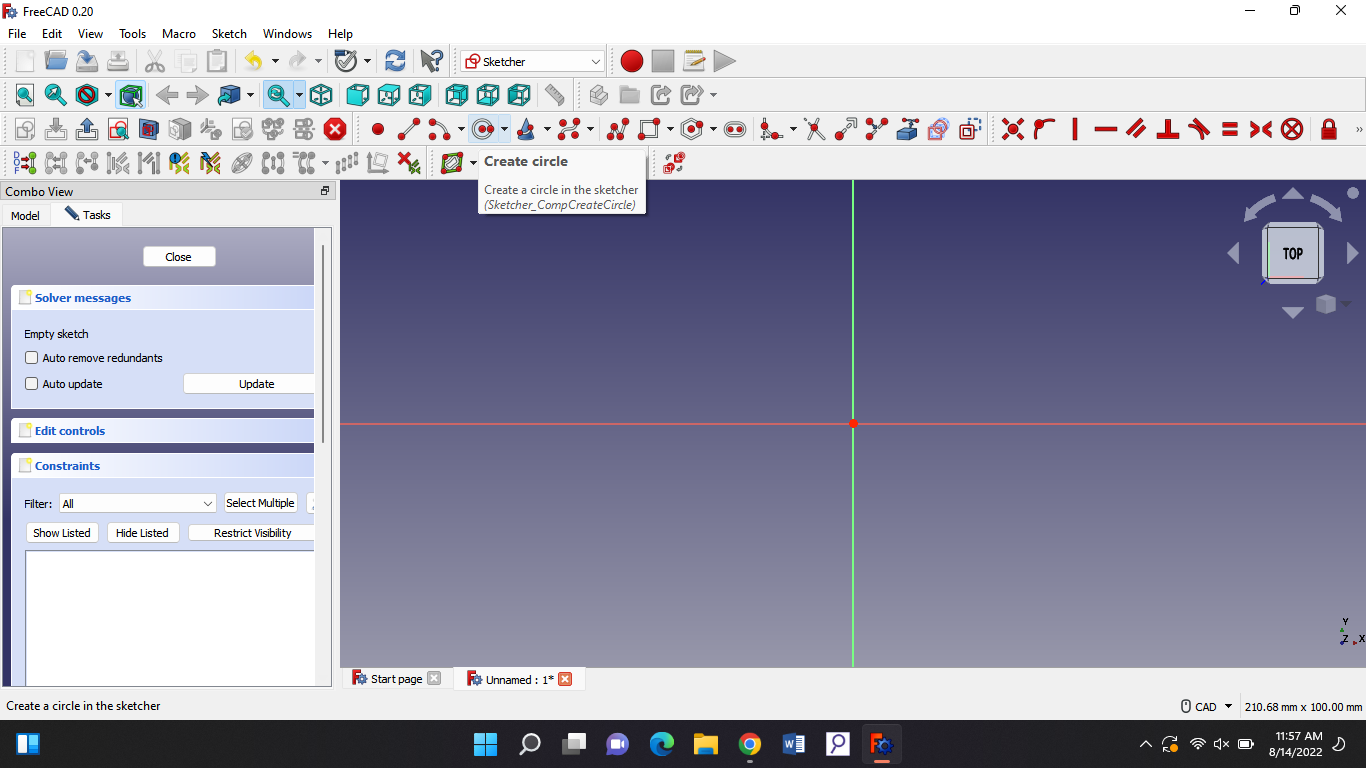 FreeCAD 0.20
File Edit View Tools Macro Sketch Windows Help
Sketcher
Create circle
Create a circle in the sketcher
(Sketcher_CompCreateCircle)
Combo View
Model Tasks
Close
Solver messages
Empty sketch
Auto remove redundants
Auto update Update
Edit controls
Constraints
Filter: All Select Multiple
Show Listed Hide Listed Restrict Visibility
TOP
Y
Z X
Start page Unnamed : 1*
Create a circle in the sketcher
CAD 210.68 mm x 100.00 mm
11:57 AM
8/14/2022